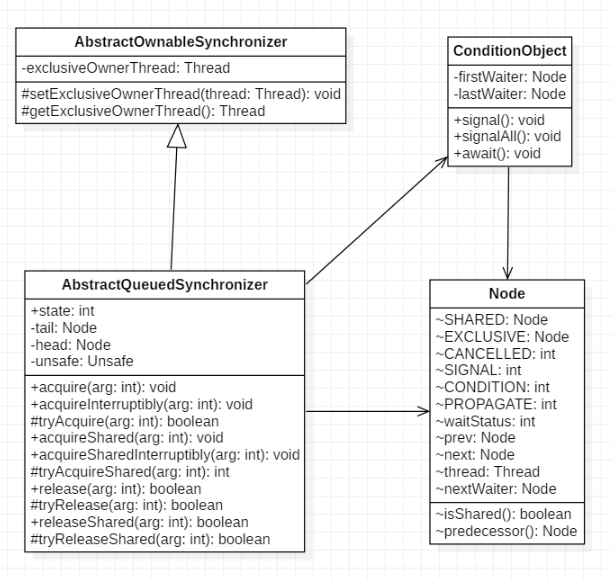 AbstractOwnableSynchronizer
-exclusiveOwnerThread: Thread
#setExclusiveOwnerThread(thread: Thread): void
#getExclusiveOwnerThread(): Thread
ConditionObject
-firstWaiter: Node
-lastWaiter: Node
+signal(): void
+signalAll(): void
+await(): void
AbstractQueuedSynchronizer
+state: int
-tail: Node
-head: Node
-unsafe: Unsafe
+acquire(arg: int): void
+acquireInterruptibly(arg: int): void
#tryAcquire(arg: int): boolean
+acquireShared(arg: int): void
+acquireSharedInterruptibly(arg: int): void
#tryAcquireShared(arg: int): int
+release(arg: int): boolean
#tryRelease(arg: int): boolean
+releaseShared(arg: int): boolean
#tryReleaseShared(arg: int): boolean
Node
~SHARED: Node
~EXCLUSIVE: Node
~CANCELLED: int
~SIGNAL: int
~CONDITION: int
~PROPAGATE: int
~waitStatus: int
~prev: Node
~next: Node
~thread: Thread
~nextWaiter: Node
~isShared(): boolean
~predecessor(): Node